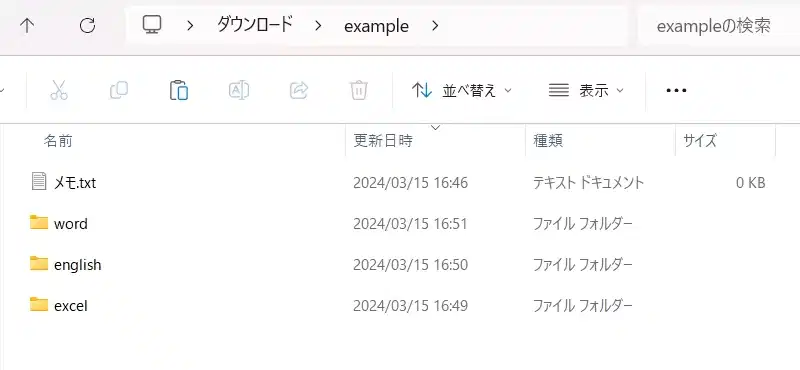 ダウンロード example exampleの検索
並べ替え 表示
名前 更新日時 種類 サイズ
メモ.txt 2024/03/15 16:46 テキスト ドキュメント 0 KB
word 2024/03/15 16:51 ファイル フォルダー
english 2024/03/15 16:50 ファイル フォルダー
excel 2024/03/15 16:49 ファイル フォルダー